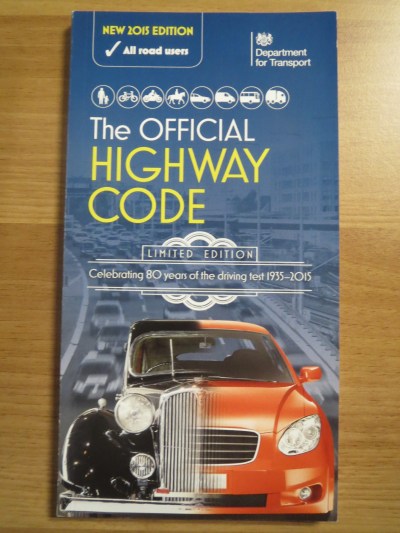 NEW 2015 EDITION
✓ All road users
Department
for Transport
The OFFICIAL
HIGHWAY
CODE
LIMITED EDITION
Celebrating 80 years of the driving test 1935–2015